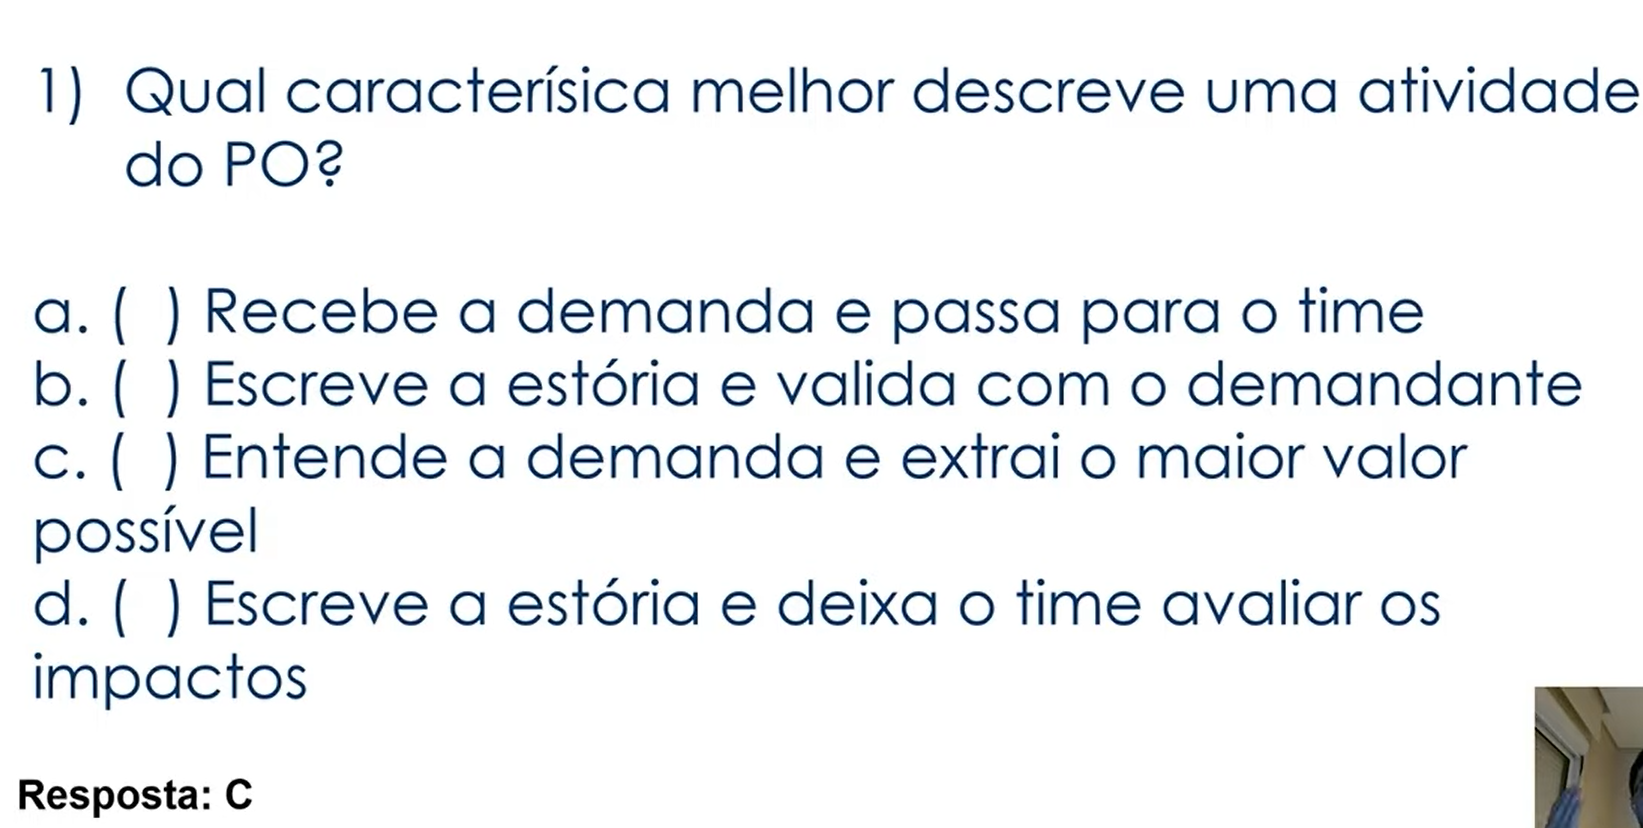 1) Qual caracterísica melhor descreve uma atividade
do PO?
a. ( ) Recebe a demanda e passa para o time
b. ( ) Escreve a estória e valida com o demandante
c. ( ) Entende a demanda e extrai o maior valor
possível
d. ( ) Escreve a estória e deixa o time avaliar os
impactos
Resposta: C